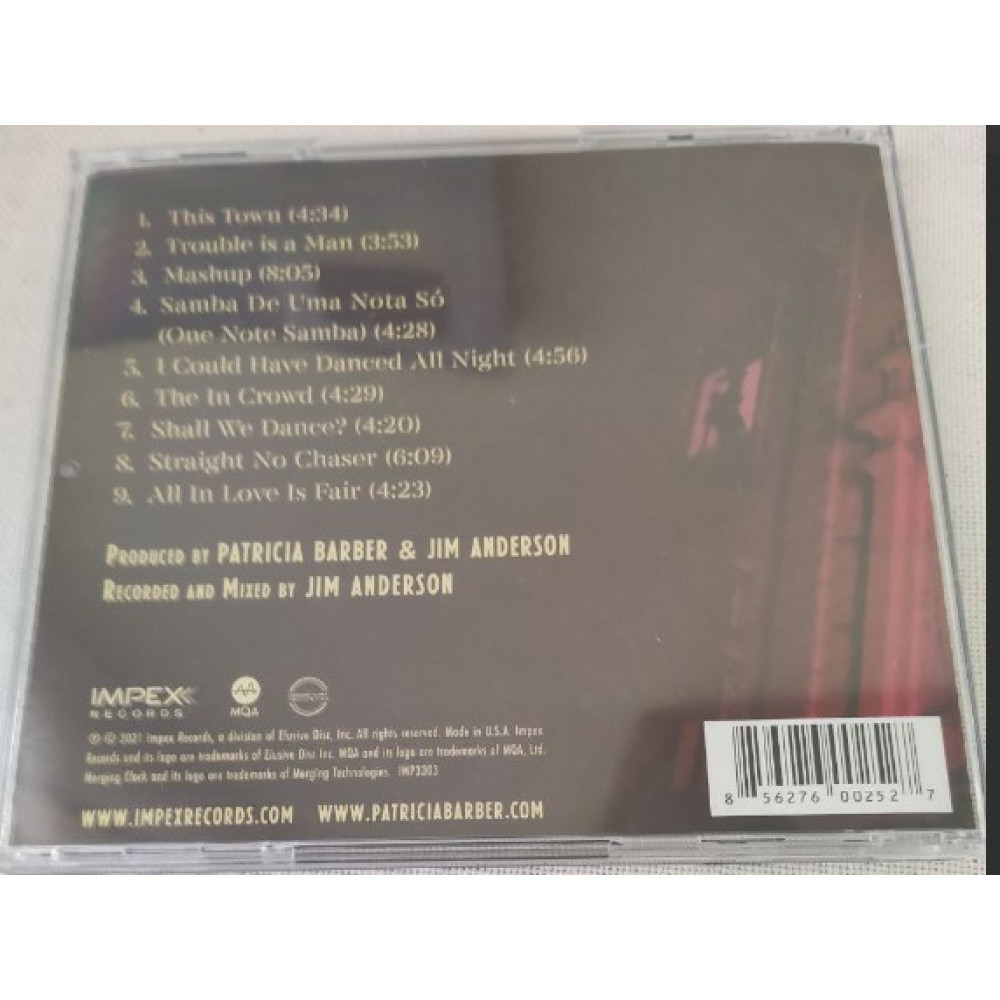 1. This Town (4:34)
2. Trouble is a Man (3:53)
3. Mashup (8:05)
4. Samba De Uma Nota Só
(One Note Samba) (4:28)
5. I Could Have Danced All Night (4:56)
6. The In Crowd (4:29)
7. Shall We Dance? (4:20)
8. Straight No Chaser (6:09)
9. All In Love Is Fair (4:23)
PRODUCED BY PATRICIA BARBER & JIM ANDERSON
RECORDED AND MIXED BY JIM ANDERSON
IMPEX
RECORDS
MQA
℗ © 2021 Impex Records, a division of Elusive Disc, Inc. All rights reserved. Made in U.S.A. Impex
Records and its logo are trademarks of Elusive Disc Inc. MQA and its logo are trademarks of MQA, Ltd.
Merging Clock and its logo are trademarks of Merging Technologies. IMP3303
WWW.IMPEXRECORDS.COM WWW.PATRICIABARBER.COM
8 56276 00252 7